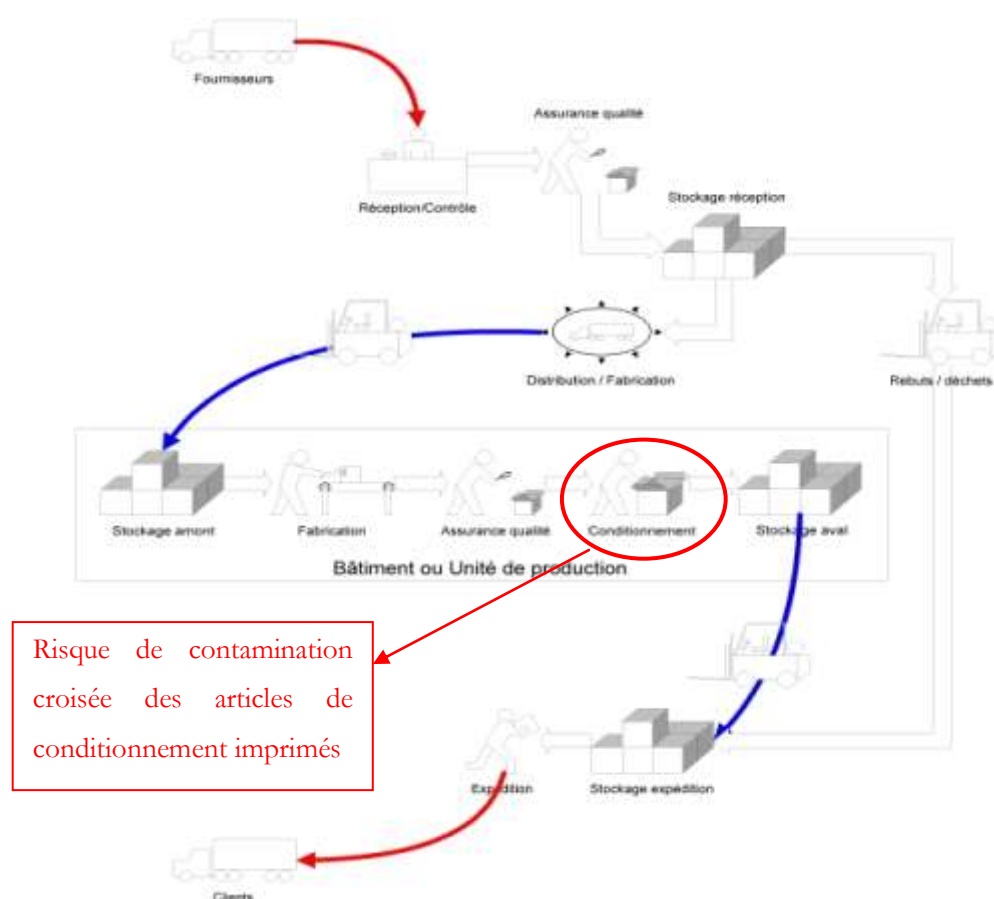 Fournisseurs
Assurance qualité
Réception/Contrôle
Stockage réception
Distribution / Fabrication
Rebuts / déchets
Stockage amont
Fabrication
Assurance qualité
Conditionnement
Stockage aval
Bâtiment ou Unité de production
Risque de contamination
croisée des articles de
conditionnement imprimés
Expédition
Stockage expédition
Clients